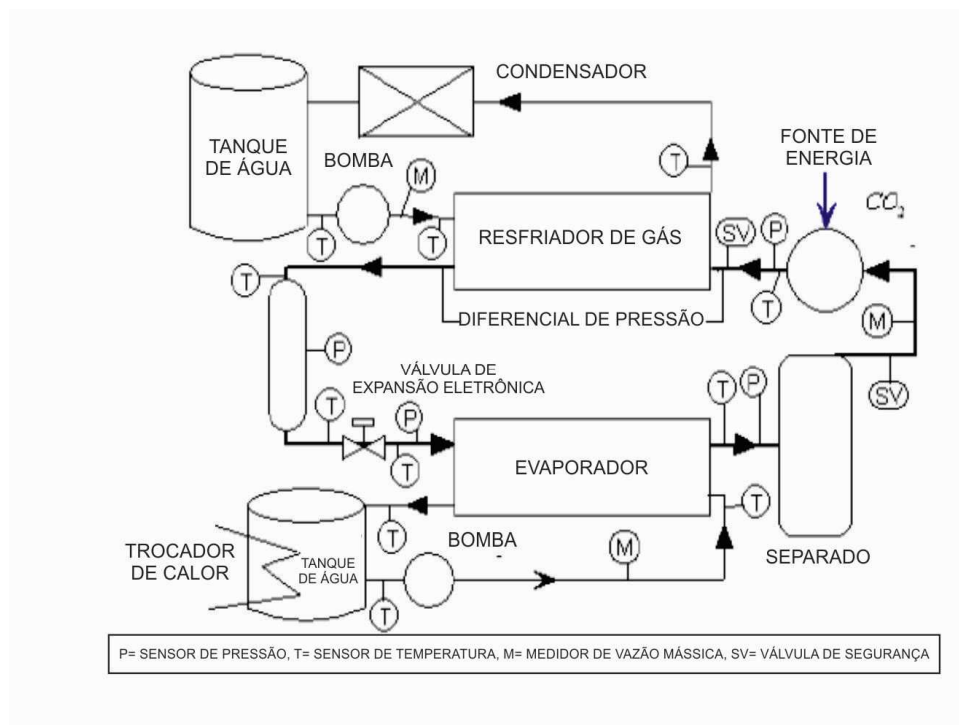 CONDENSADOR
TANQUE
DE ÁGUA
BOMBA
M
T
FONTE DE
ENERGIA
CO2
T
T
RESFRIADOR DE GÁS
SV
P
T
T
DIFERENCIAL DE PRESSÃO
M
P
VÁLVULA DE
EXPANSÃO ELETRÔNICA
T
P
T
P
SV
T
EVAPORADOR
T
T
BOMBA
M
TROCADOR
DE CALOR
TANQUE
DE ÁGUA
T
SEPARADO
P= SENSOR DE PRESSÃO, T= SENSOR DE TEMPERATURA, M= MEDIDOR DE VAZÃO MÁSSICA, SV= VÁLVULA DE SEGURANÇA